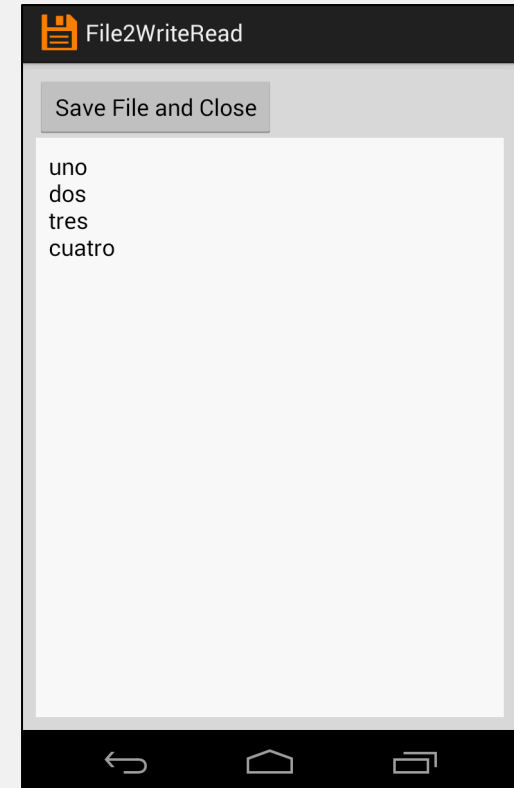 File2WriteRead
Save File and Close
uno
dos
tres
cuatro